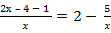 (2x − 4 − 1)/x = 2 − 5/x